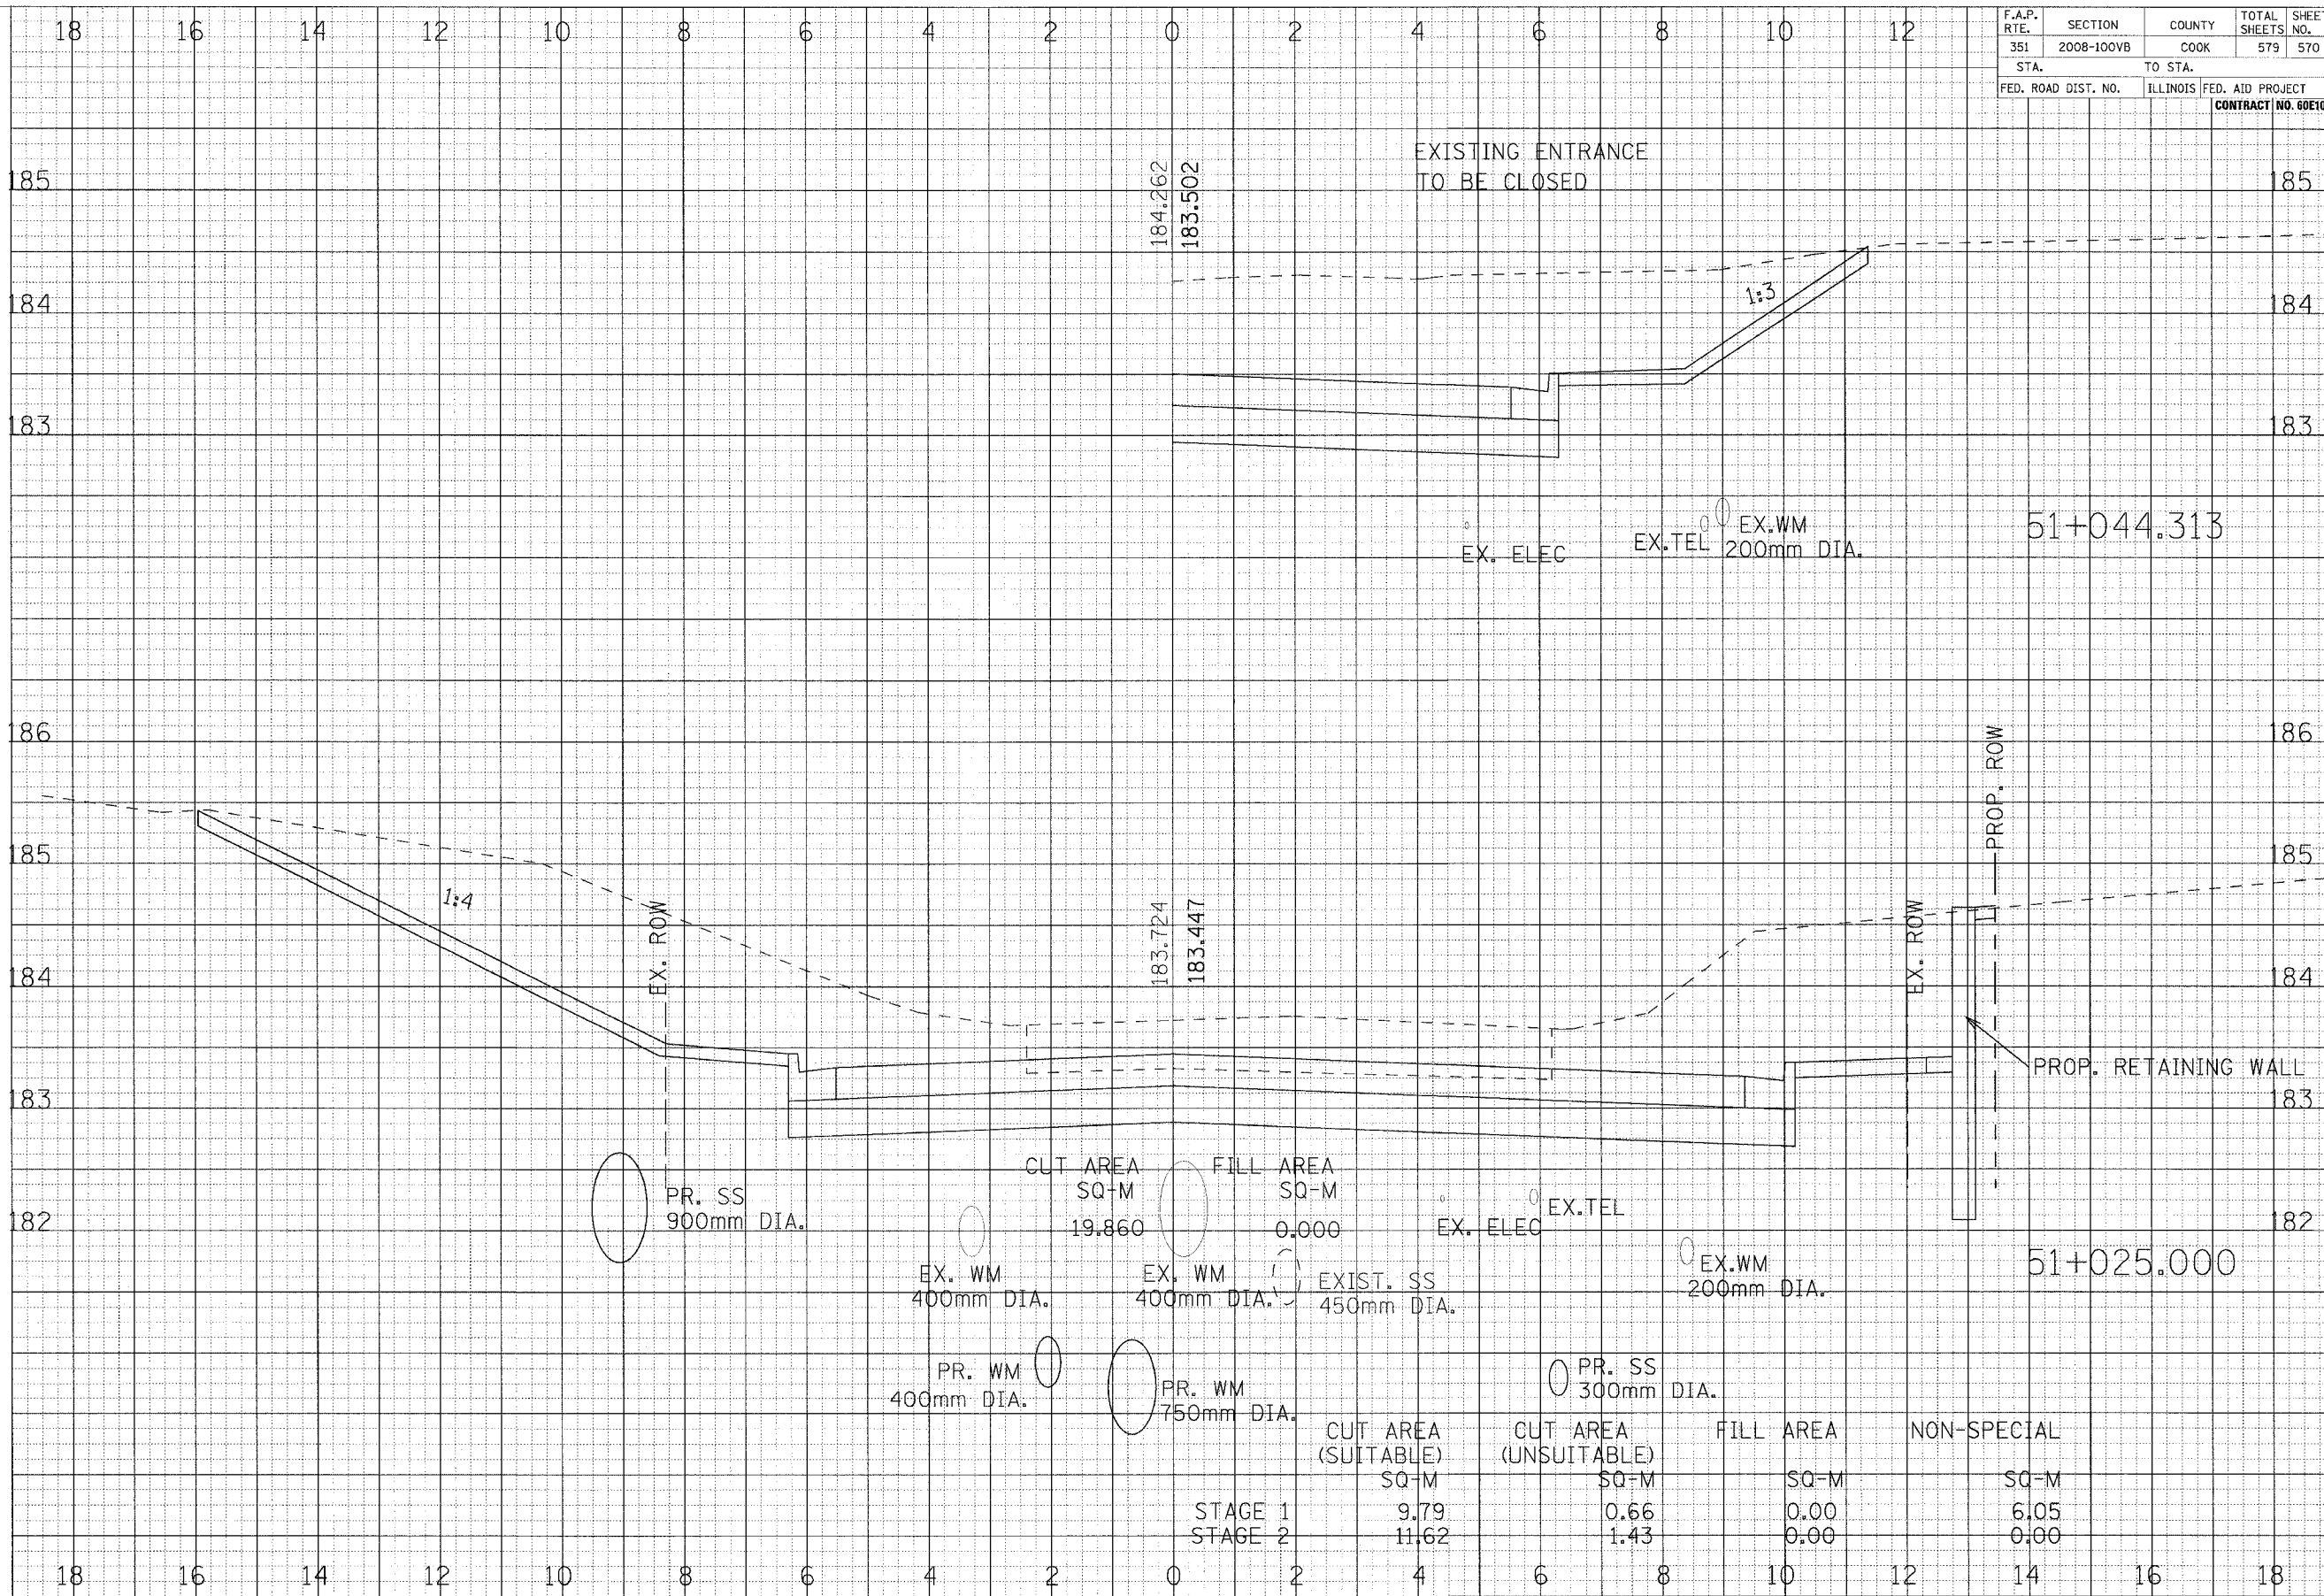 18 16 14 12 10 8 6 4 2 0 2 4 6 8 10 12
F.A.P. RTE. SECTION COUNTY TOTAL SHEETS SHEET NO.
351 2008-100VB COOK 579 570
STA. TO STA.
FED. ROAD DIST. NO. ILLINOIS FED. AID PROJECT
CONTRACT NO. 60E10
EXISTING ENTRANCE
TO BE CLOSED
184.262
183.502
185 185
1:3
184 184
183 183
EX. ELEC
EX.TEL
EX.WM
200mm DIA.
51+044.313
186 186
PROP. ROW
185 185
1:4
EX. ROW
183.724
183.447
EX. ROW
184 184
PROP. RETAINING WALL
183 183
PR. SS
900mm DIA.
CUT AREA FILL AREA
SQ-M SQ-M
19.860 0.000
182 182
EX. ELEC
EX.TEL
EX. WM
400mm DIA.
EX. WM
400mm DIA.
EXIST. SS
450mm DIA.
EX.WM
200mm DIA.
51+025.000
PR. WM
400mm DIA.
PR. WM
750mm DIA.
PR. SS
300mm DIA.
CUT AREA CUT AREA FILL AREA NON-SPECIAL
(SUITABLE) (UNSUITABLE)
SQ-M SQ-M SQ-M SQ-M
STAGE 1 9.79 0.66 0.00 6.05
STAGE 2 11.62 1.43 0.00 0.00
18 16 14 12 10 8 6 4 2 0 2 4 6 8 10 12 14 16 18